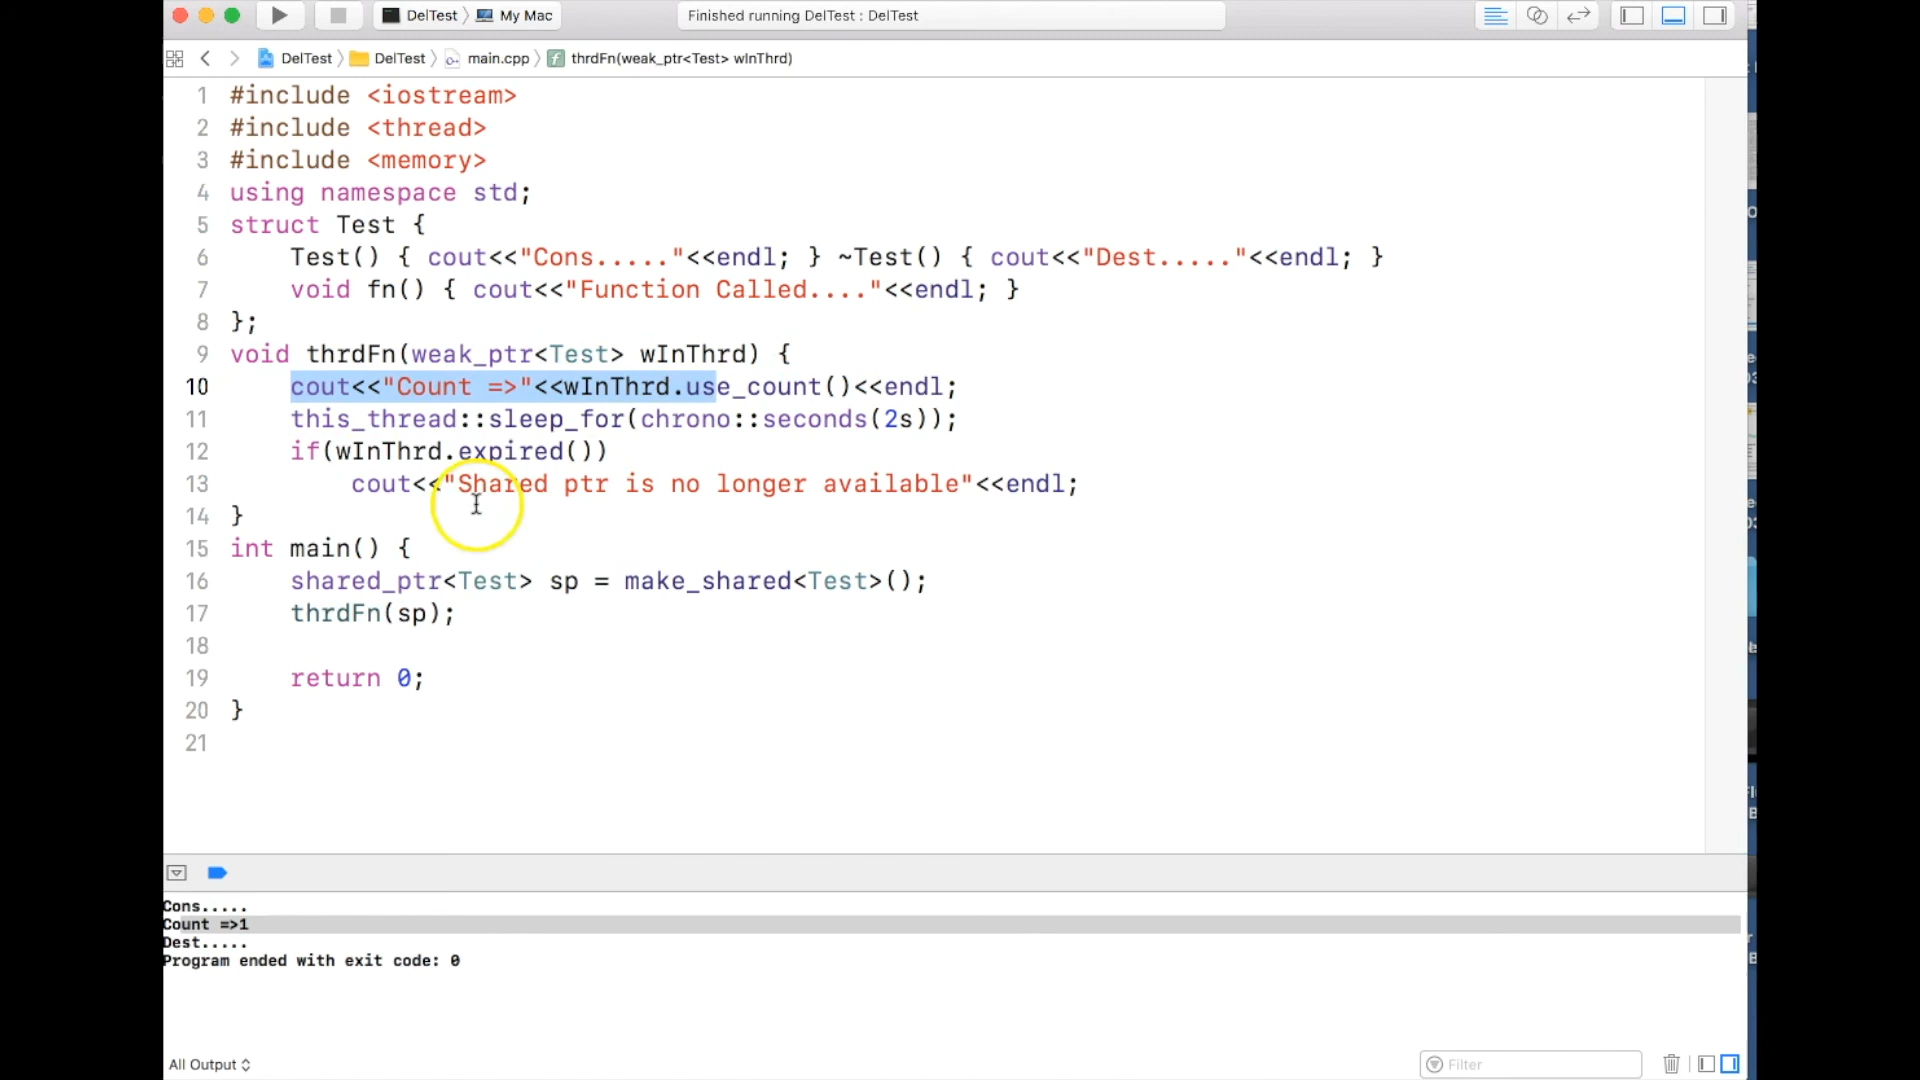 DelTest 〉 My Mac
Finished running DelTest : DelTest
DelTest 〉 DelTest 〉 main.cpp 〉 thrdFn(weak_ptr<Test> wInThrd)
1 #include <iostream>
2 #include <thread>
3 #include <memory>
4 using namespace std;
5 struct Test {
6     Test() { cout<<"Cons....."<<endl; } ~Test() { cout<<"Dest....."<<endl; }
7     void fn() { cout<<"Function Called...."<<endl; }
8 };
9 void thrdFn(weak_ptr<Test> wInThrd) {
10     cout<<"Count =>"<<wInThrd.use_count()<<endl;
11     this_thread::sleep_for(chrono::seconds(2s));
12     if(wInThrd.expired())
13         cout<<"Shared ptr is no longer available"<<endl;
14 }
15 int main() {
16     shared_ptr<Test> sp = make_shared<Test>();
17     thrdFn(sp);
18
19     return 0;
20 }
21
Cons.....
Count =>1
Dest.....
Program ended with exit code: 0
All Output
Filter